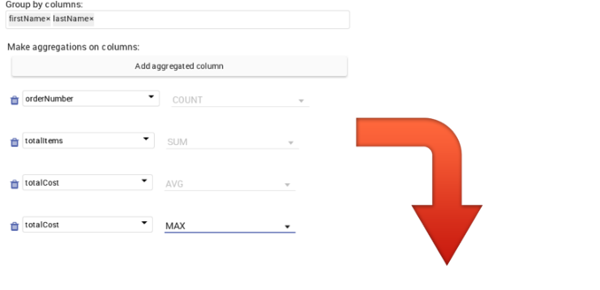 Group by columns:
firstName× lastName×
Make aggregations on columns:
Add aggregated column
orderNumber COUNT
totalItems SUM
totalCost AVG
totalCost MAX